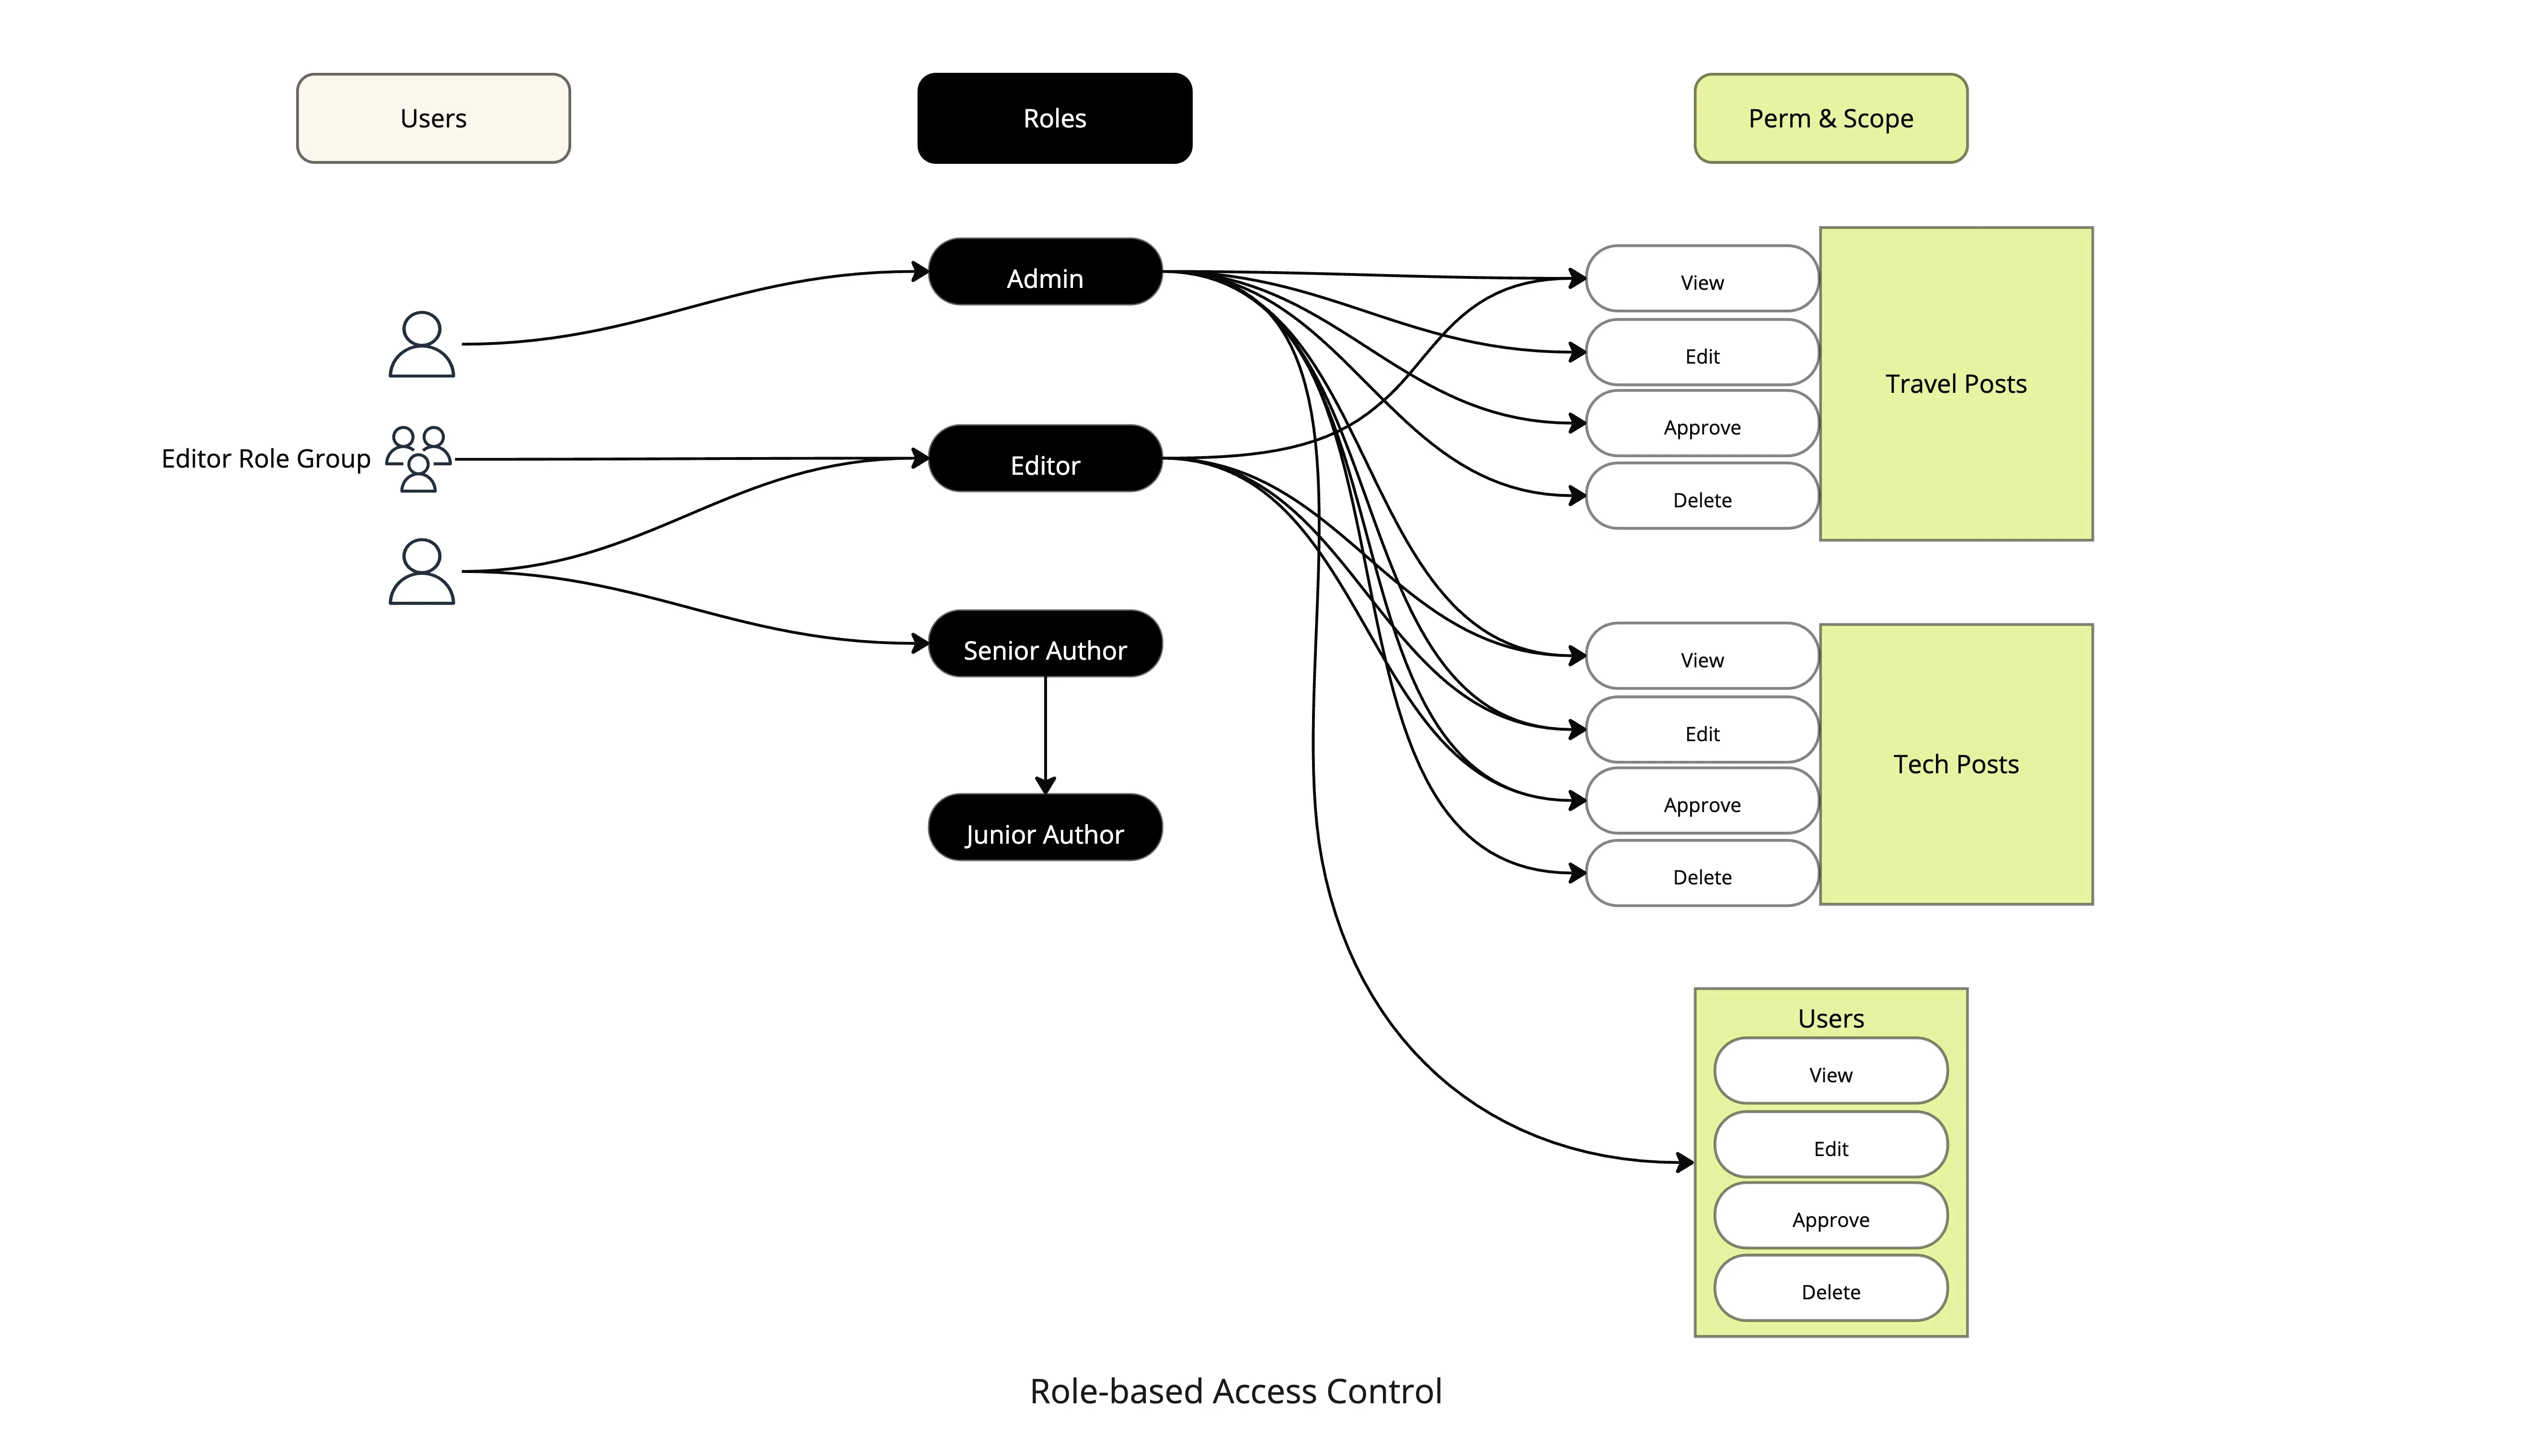 Users
Roles
Perm & Scope
Admin
View
Edit
Approve
Delete
Travel Posts
Editor Role Group
Editor
Senior Author
Junior Author
View
Edit
Approve
Delete
Tech Posts
Users
View
Edit
Approve
Delete
Role-based Access Control